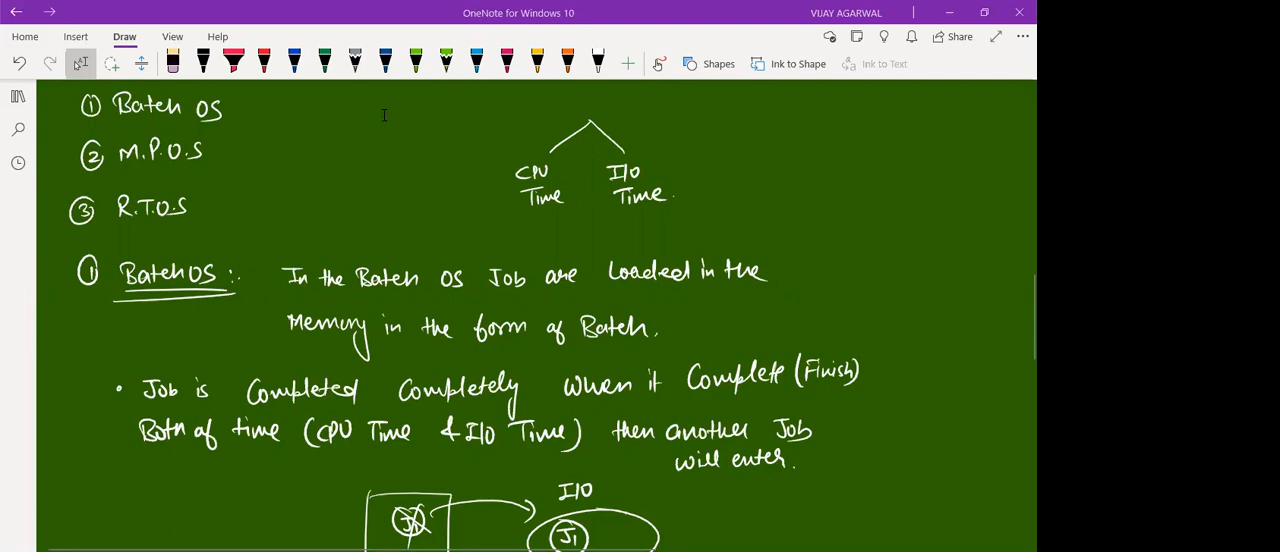 OneNote for Windows 10
VIJAY AGARWAL
Home Insert Draw View Help
Share
Shapes
Ink to Shape
Ink to Text
① Batch OS
② M.P.O.S
③ R.T.O.S
CPU Time
I/O Time.
① Batch OS :.
In the Batch OS Job are Loaded in the
Memory in the form of Batch.
• Job is Completed Completely when it Complete (Finish)
Both of time (CPU Time & I/O Time) then another Job
will enter.
I/O
J1
J1